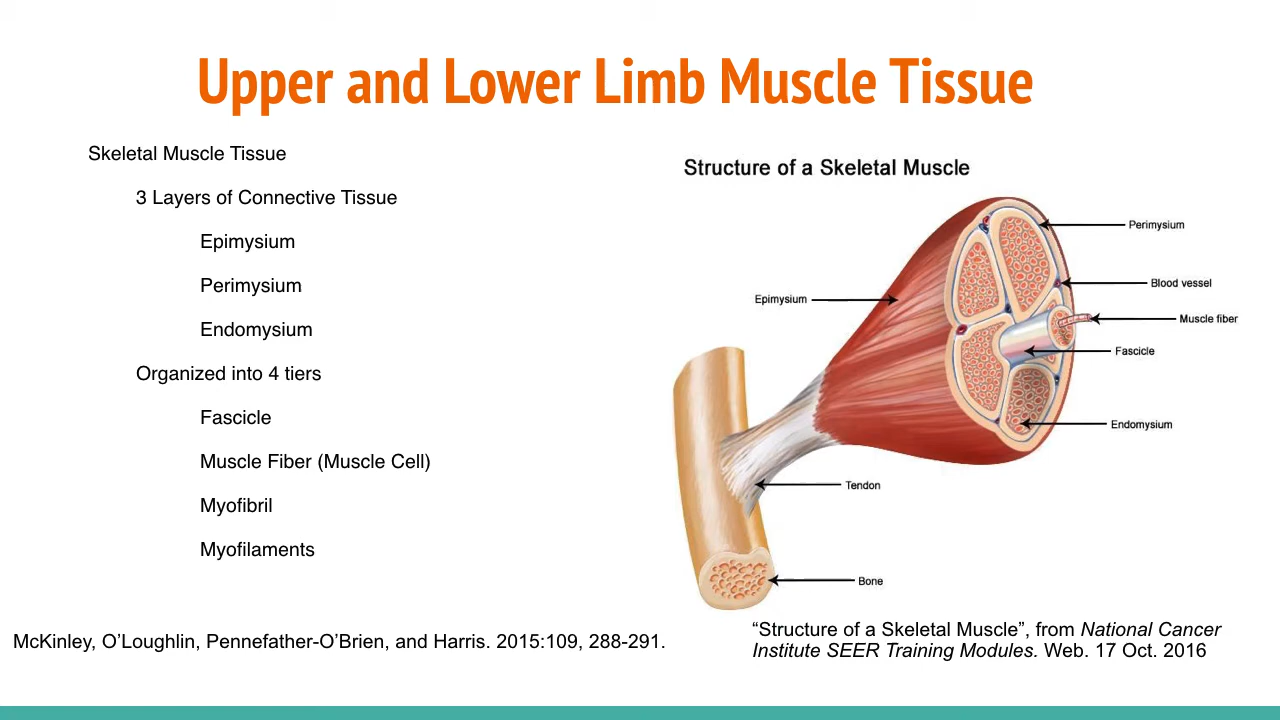 Upper and Lower Limb Muscle Tissue
Skeletal Muscle Tissue
3 Layers of Connective Tissue
Epimysium
Perimysium
Endomysium
Organized into 4 tiers
Fascicle
Muscle Fiber (Muscle Cell)
Myofibril
Myofilaments
McKinley, O’Loughlin, Pennefather-O’Brien, and Harris. 2015:109, 288-291.
Structure of a Skeletal Muscle
Perimysium
Blood vessel
Epimysium
Muscle fiber
Fascicle
Endomysium
Tendon
Bone
“Structure of a Skeletal Muscle”, from National Cancer
Institute SEER Training Modules. Web. 17 Oct. 2016